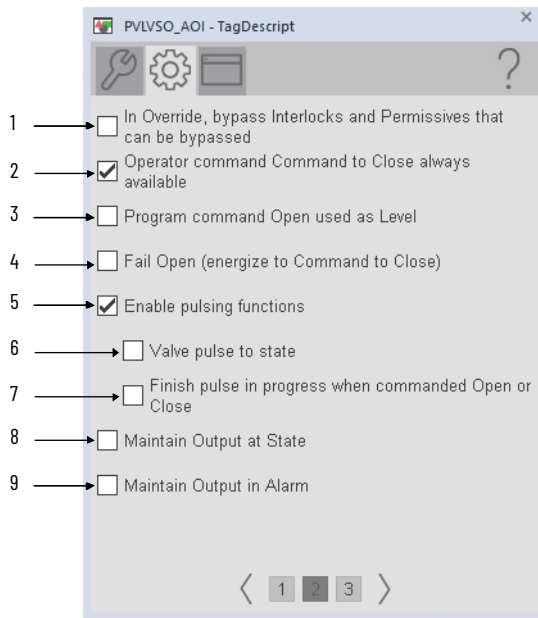 PVLVSO_AOI - TagDescript
×
?
1
In Override, bypass Interlocks and Permissives that
can be bypassed
2
Operator command Command to Close always
available
3
Program command Open used as Level
4
Fail Open (energize to Command to Close)
5
Enable pulsing functions
6
Valve pulse to state
7
Finish pulse in progress when commanded Open or
Close
8
Maintain Output at State
9
Maintain Output in Alarm
1 2 3